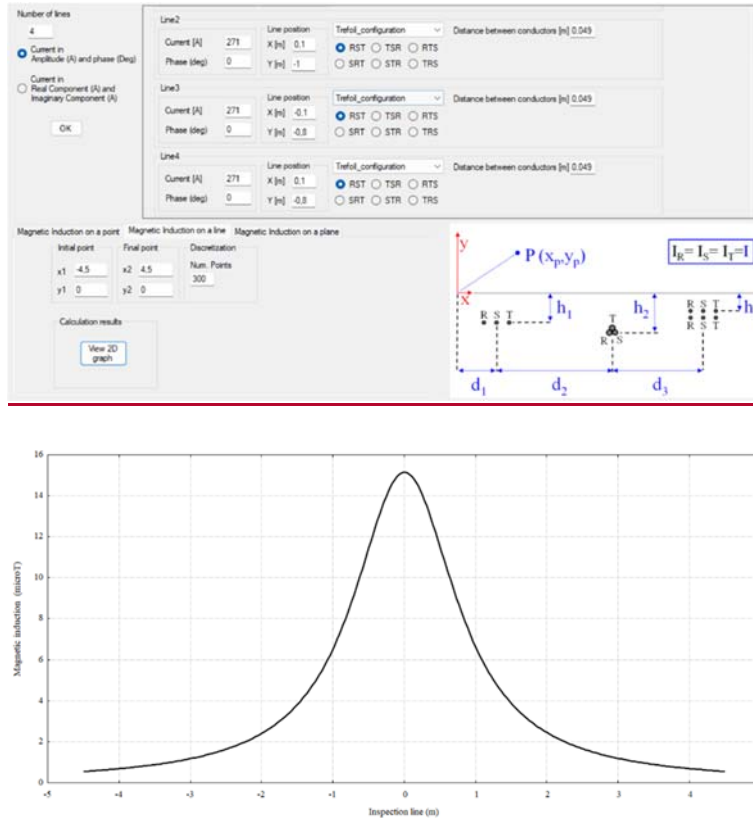 Number of lines
4
Current in
Amplitude (A) and phase (Deg)
Current in
Real Component (A) and
Imaginary Component (A)
OK
Line2
Current [A] 271
Phase (deg) 0
Line position
X [m] 0,1
Y [m] -1
Trefoil_configuration
RST TSR RTS
SRT STR TRS
Distance between conductors [m] 0,049
Line3
Current [A] 271
Phase (deg) 0
Line position
X [m] -0,1
Y [m] -0,8
Trefoil_configuration
RST TSR RTS
SRT STR TRS
Distance between conductors [m] 0,049
Line4
Current [A] 271
Phase (deg) 0
Line position
X [m] 0,1
Y [m] -0,8
Trefoil_configuration
RST TSR RTS
SRT STR TRS
Distance between conductors [m] 0,049
Magnetic Induction on a point Magnetic Induction on a line Magnetic Induction on a plane
Initial point
x1 -4,5
y1 0
Final point
x2 4,5
y2 0
Discretization
Num. Points
300
Calculation results
View 2D
graph
y
P (xp,yp)
IR= IS= IT=I
x
h1
h2
h
R S T
T
R S
R S T
R S T
d1
d2
d3
16
14
12
10
8
6
4
2
0
Magnetic induction (microT)
-5 -4 -3 -2 -1 0 1 2 3 4
Inspection line (m)